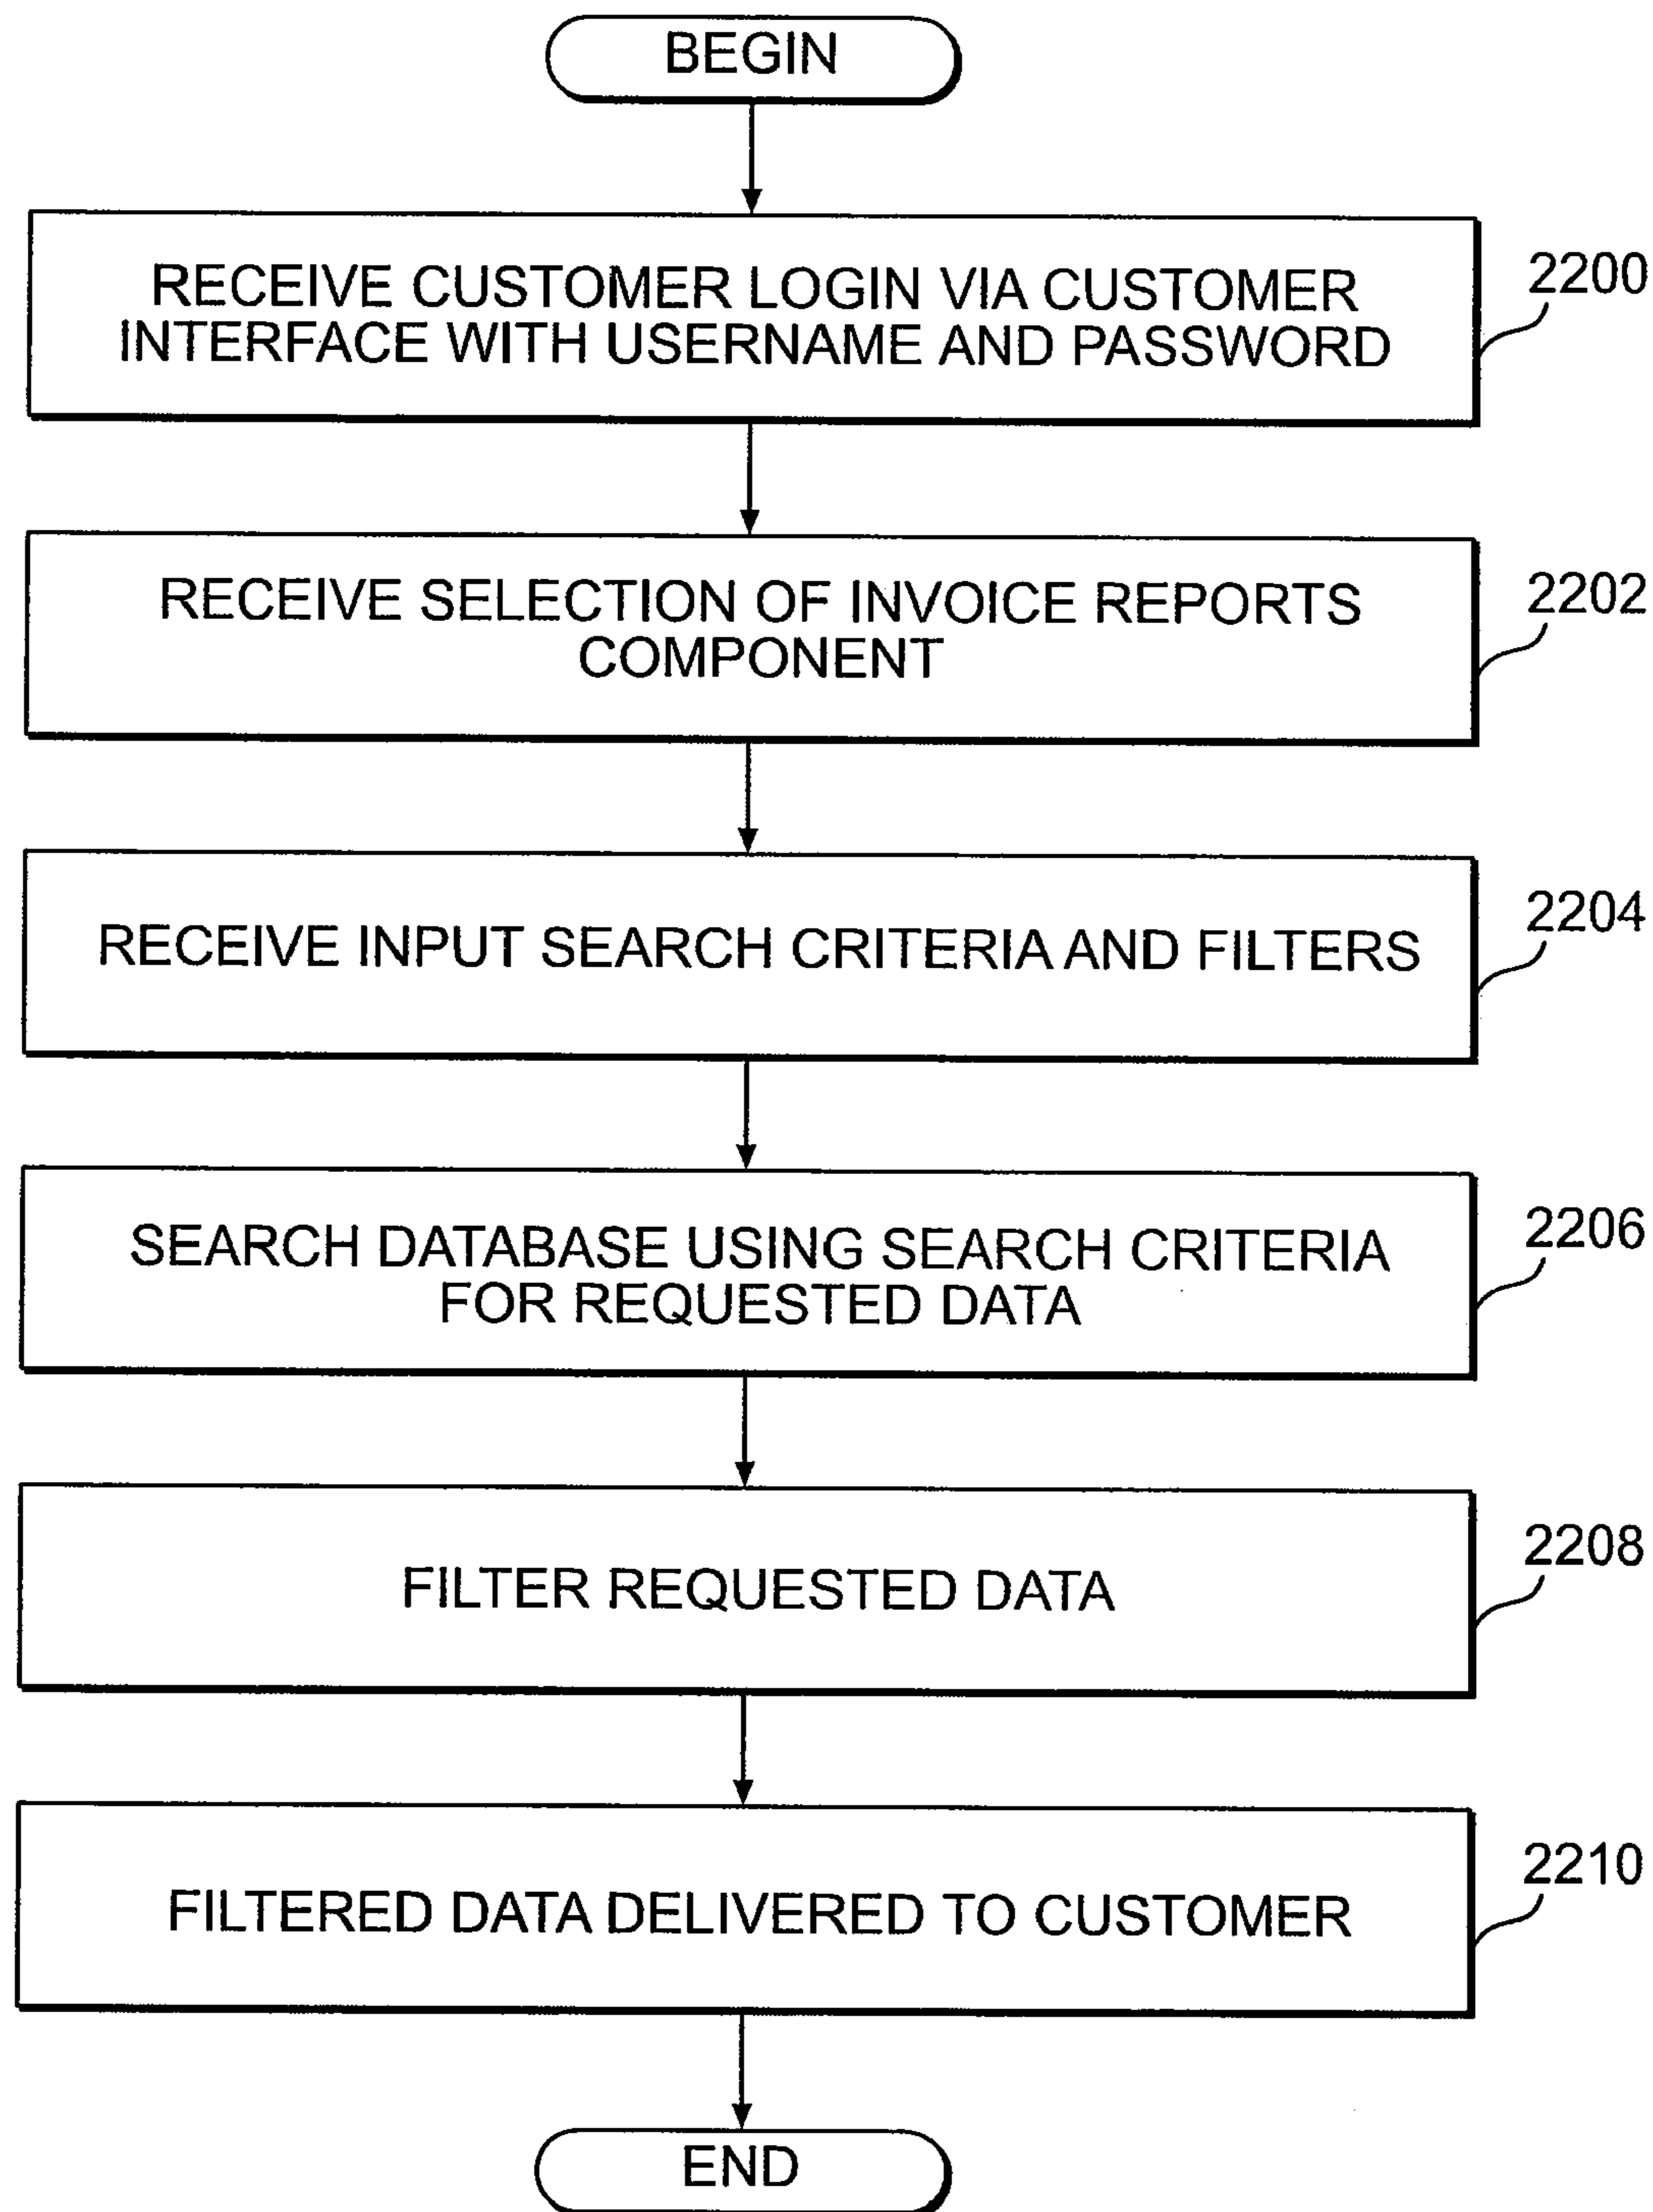 BEGIN
RECEIVE CUSTOMER LOGIN VIA CUSTOMER
INTERFACE WITH USERNAME AND PASSWORD
2200
RECEIVE SELECTION OF INVOICE REPORTS
COMPONENT
2202
RECEIVE INPUT SEARCH CRITERIA AND FILTERS
2204
SEARCH DATABASE USING SEARCH CRITERIA
FOR REQUESTED DATA
2206
FILTER REQUESTED DATA
2208
FILTERED DATA DELIVERED TO CUSTOMER
2210
END